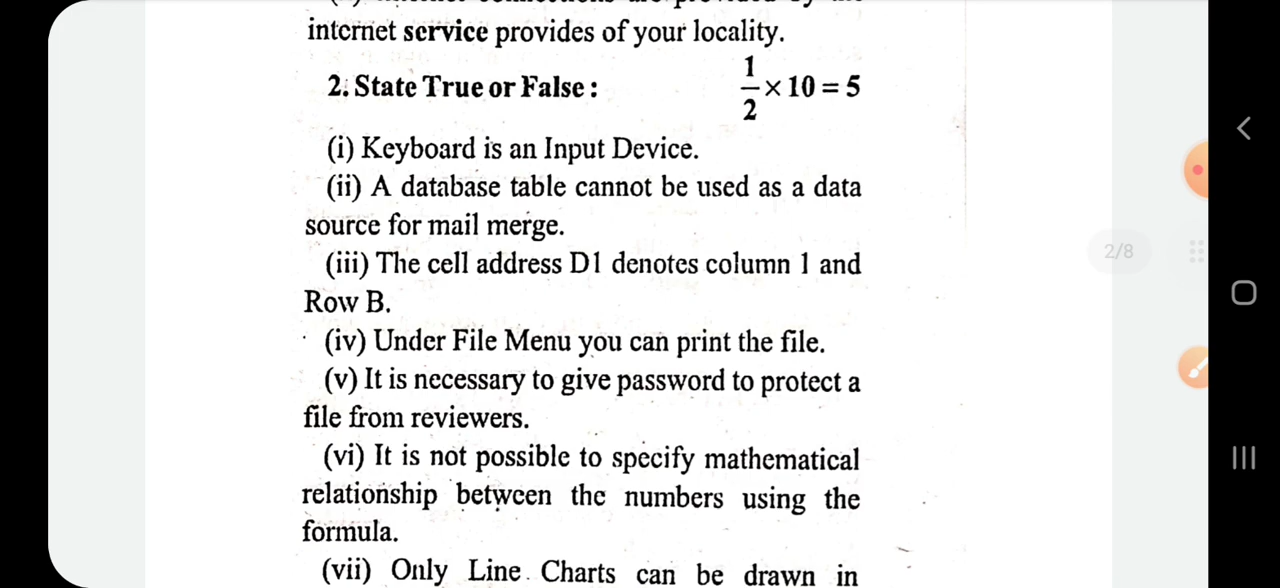 internet service provides of your locality.
2. State True or False : 1/2 × 10 = 5
(i) Keyboard is an Input Device.
(ii) A database table cannot be used as a data
source for mail merge.
(iii) The cell address D1 denotes column 1 and
Row B.
(iv) Under File Menu you can print the file.
(v) It is necessary to give password to protect a
file from reviewers.
(vi) It is not possible to specify mathematical
relationship between the numbers using the
formula.
(vii) Only Line Charts can be drawn in
2/8